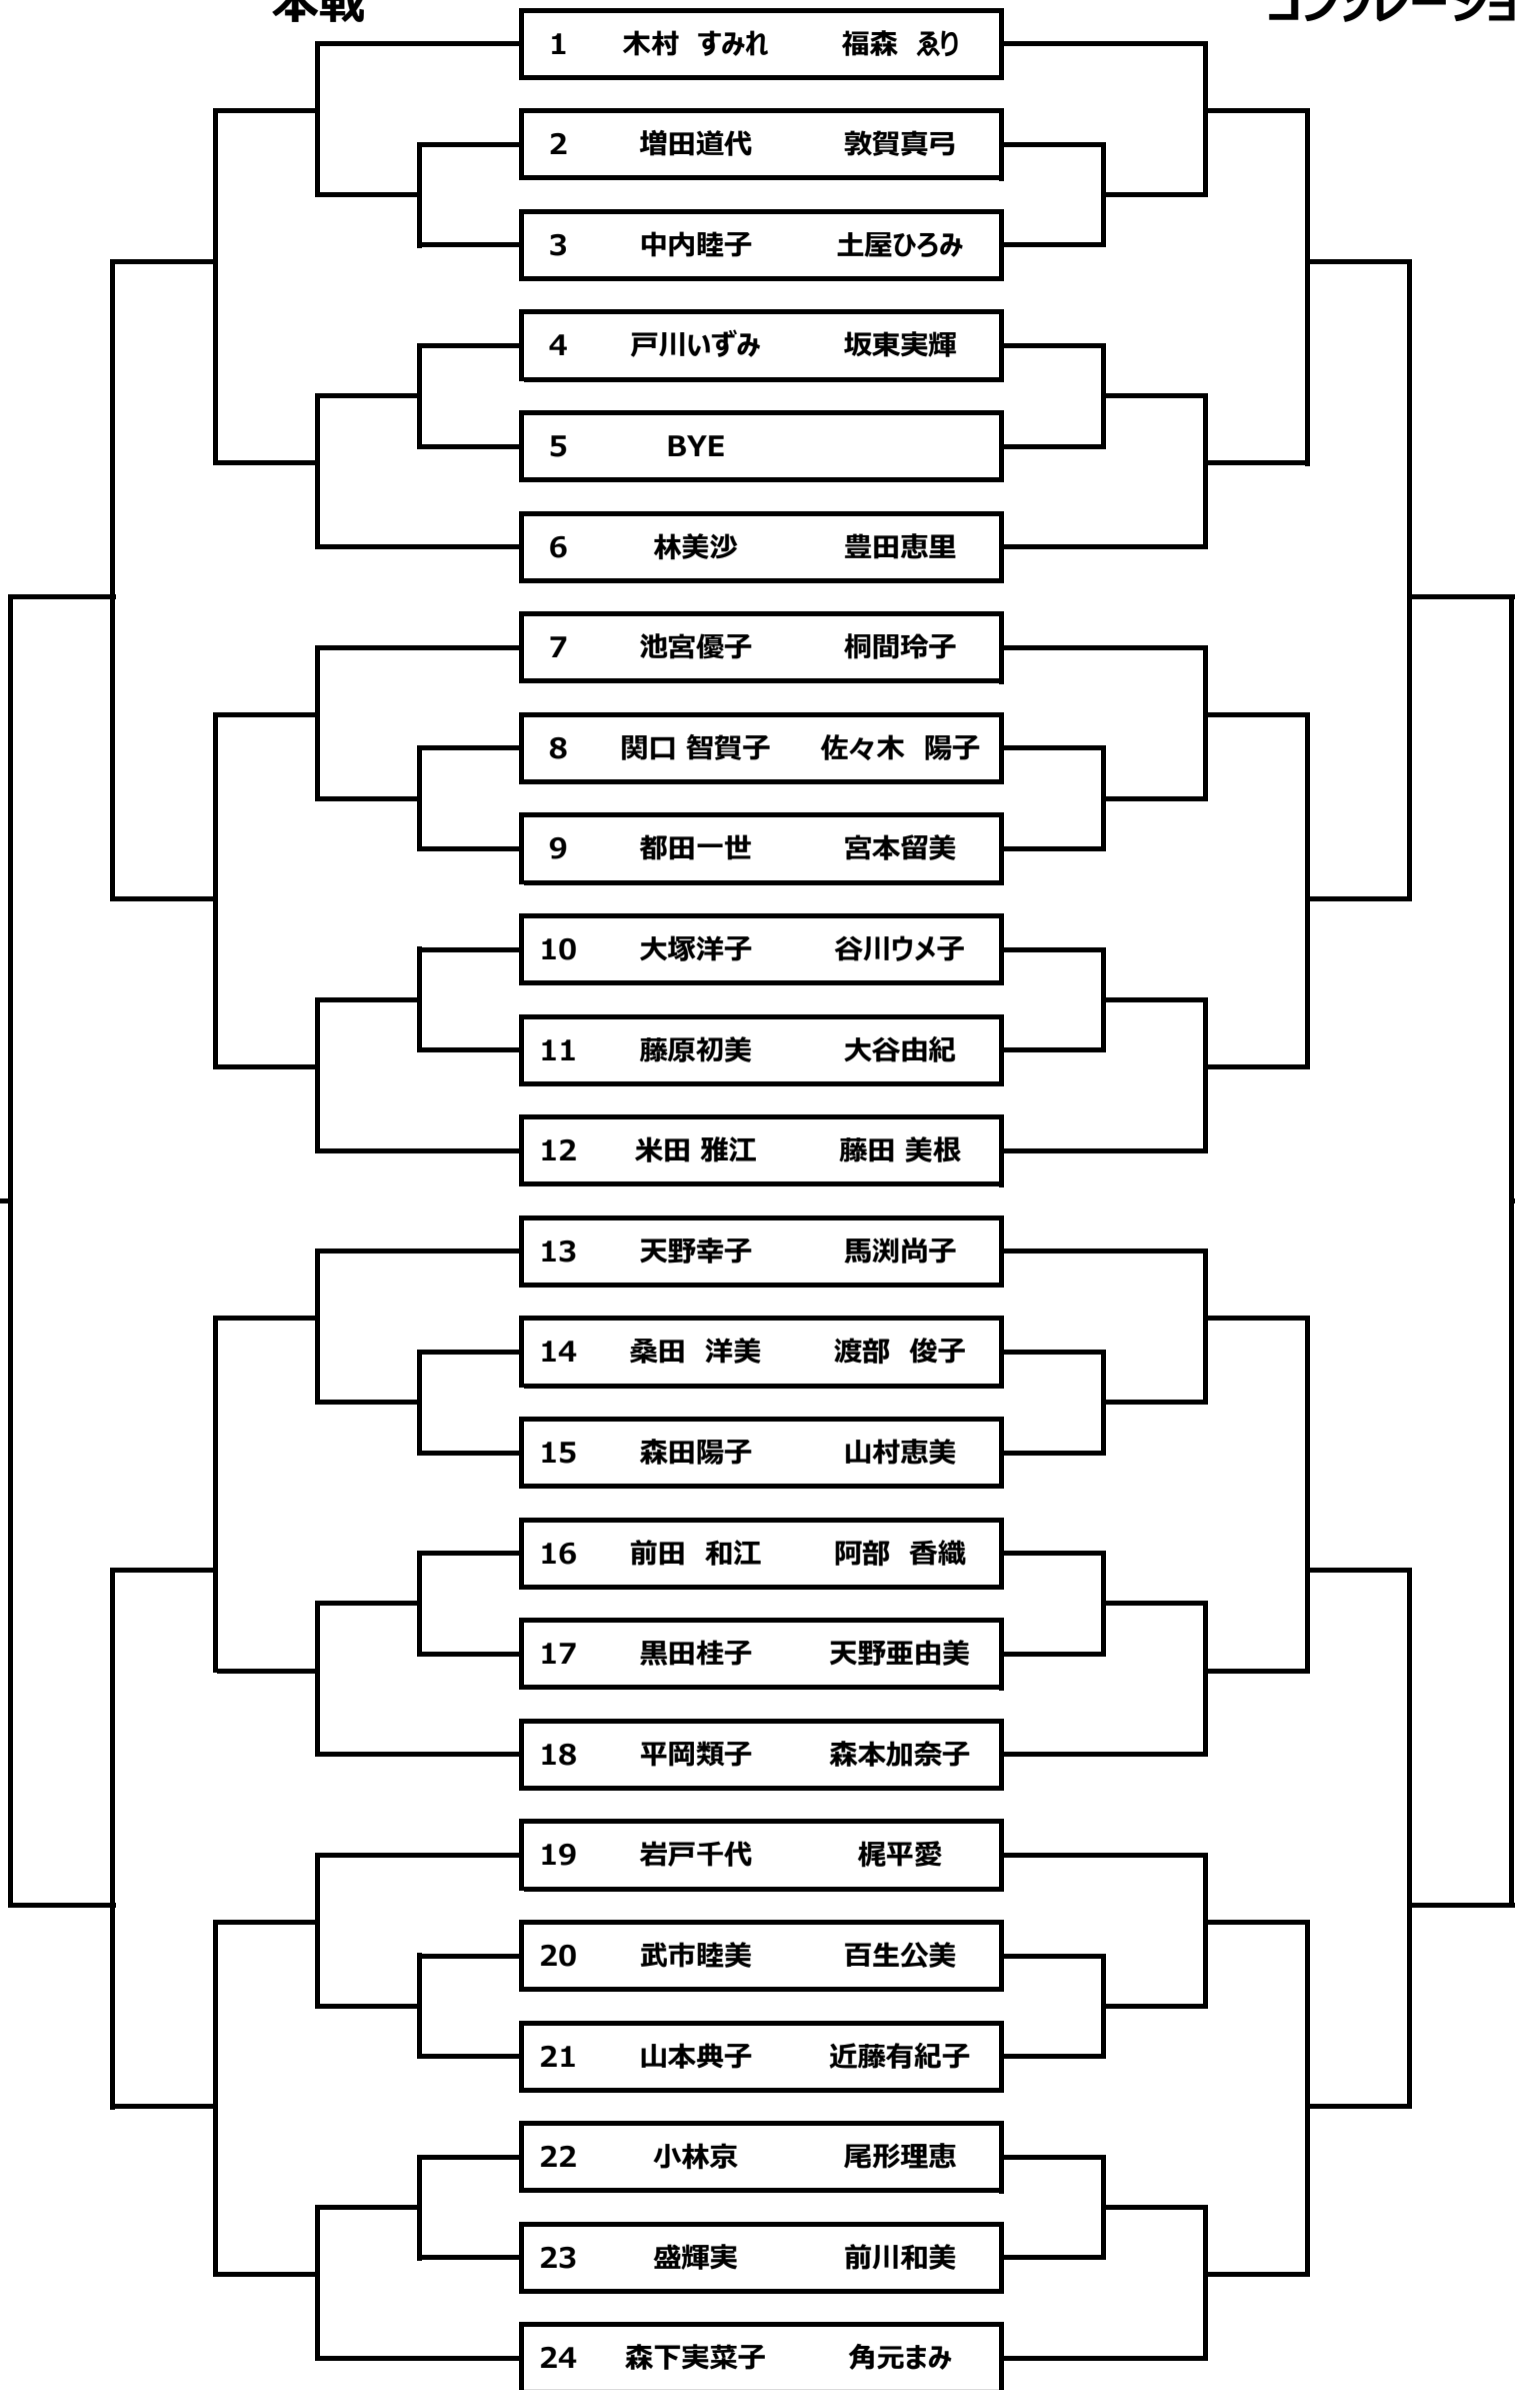 本戦 コンソレーショ
1 木村 すみれ 福森 ゑり
2 増田道代 敦賀真弓
3 中内睦子 土屋ひろみ
4 戸川いずみ 坂東実輝
5 BYE
6 林美沙 豊田恵里
7 池宮優子 桐間玲子
8 関口 智賀子 佐々木 陽子
9 都田一世 宮本留美
10 大塚洋子 谷川ウメ子
11 藤原初美 大谷由紀
12 米田 雅江 藤田 美根
13 天野幸子 馬渕尚子
14 桑田 洋美 渡部 俊子
15 森田陽子 山村恵美
16 前田 和江 阿部 香織
17 黒田桂子 天野亜由美
18 平岡類子 森本加奈子
19 岩戸千代 梶平愛
20 武市睦美 百生公美
21 山本典子 近藤有紀子
22 小林京 尾形理恵
23 盛輝実 前川和美
24 森下実菜子 角元まみ